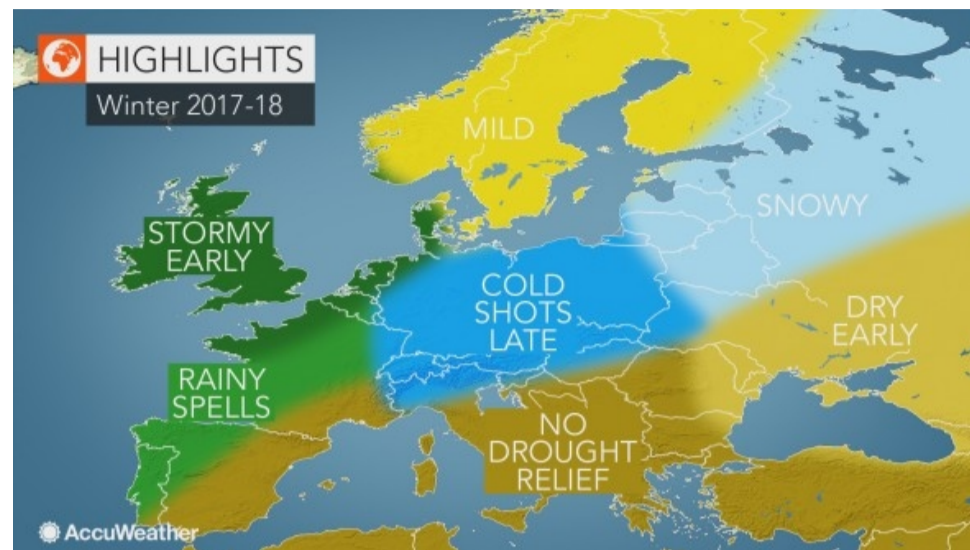 HIGHLIGHTS
Winter 2017-18
MILD
SNOWY
STORMY
EARLY
COLD
SHOTS
LATE
DRY
EARLY
RAINY
SPELLS
NO
DROUGHT
RELIEF
AccuWeather